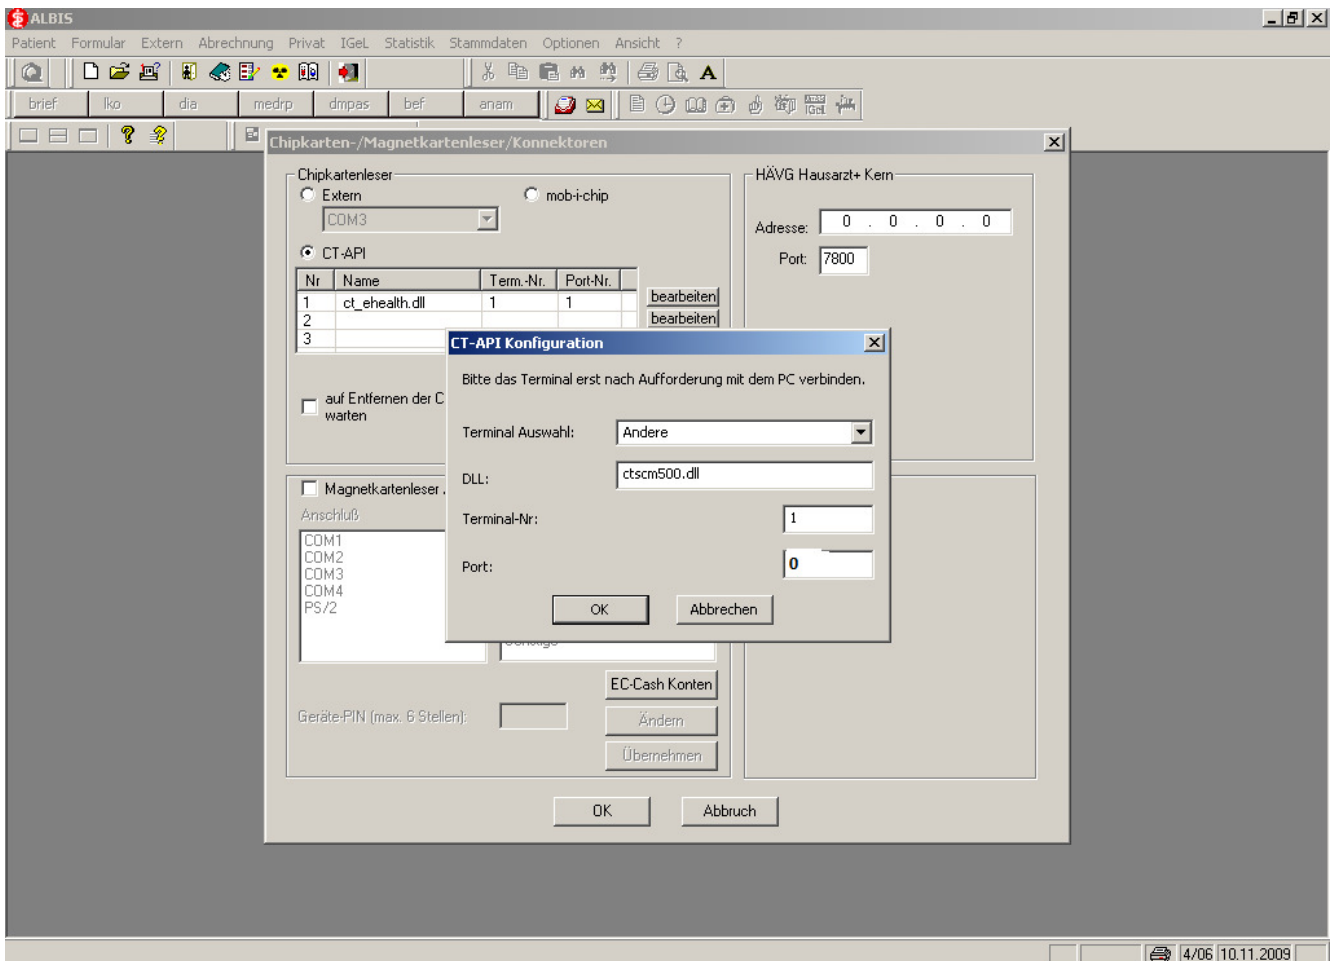 ALBIS
Patient Formular Extern Abrechnung Privat IGeL Statistik Stammdaten Optionen Ansicht ?
brief lko dia medrp dmpas bef anam
Chipkarten-/Magnetkartenleser/Konnektoren
Chipkartenleser
Extern mob-i-chip
COM3
CT-API
Nr Name Term.-Nr. Port-Nr.
1 ct_ehealth.dll 1 1 bearbeiten
2 bearbeiten
3
auf Entfernen der C
warten
HÄVG Hausarzt+ Kern
Adresse: 0 . 0 . 0 . 0
Port: 7800
CT-API Konfiguration
Bitte das Terminal erst nach Aufforderung mit dem PC verbinden.
Terminal Auswahl: Andere
DLL: ctscm500.dll
Terminal-Nr: 1
Port: 0
OK Abbrechen
Magnetkartenleser
Anschluß
COM1
COM2
COM3
COM4
PS/2
EC-Cash Konten
Geräte-PIN (max. 6 Stellen): Ändern
Übernehmen
OK Abbruch
4/06 10.11.2009